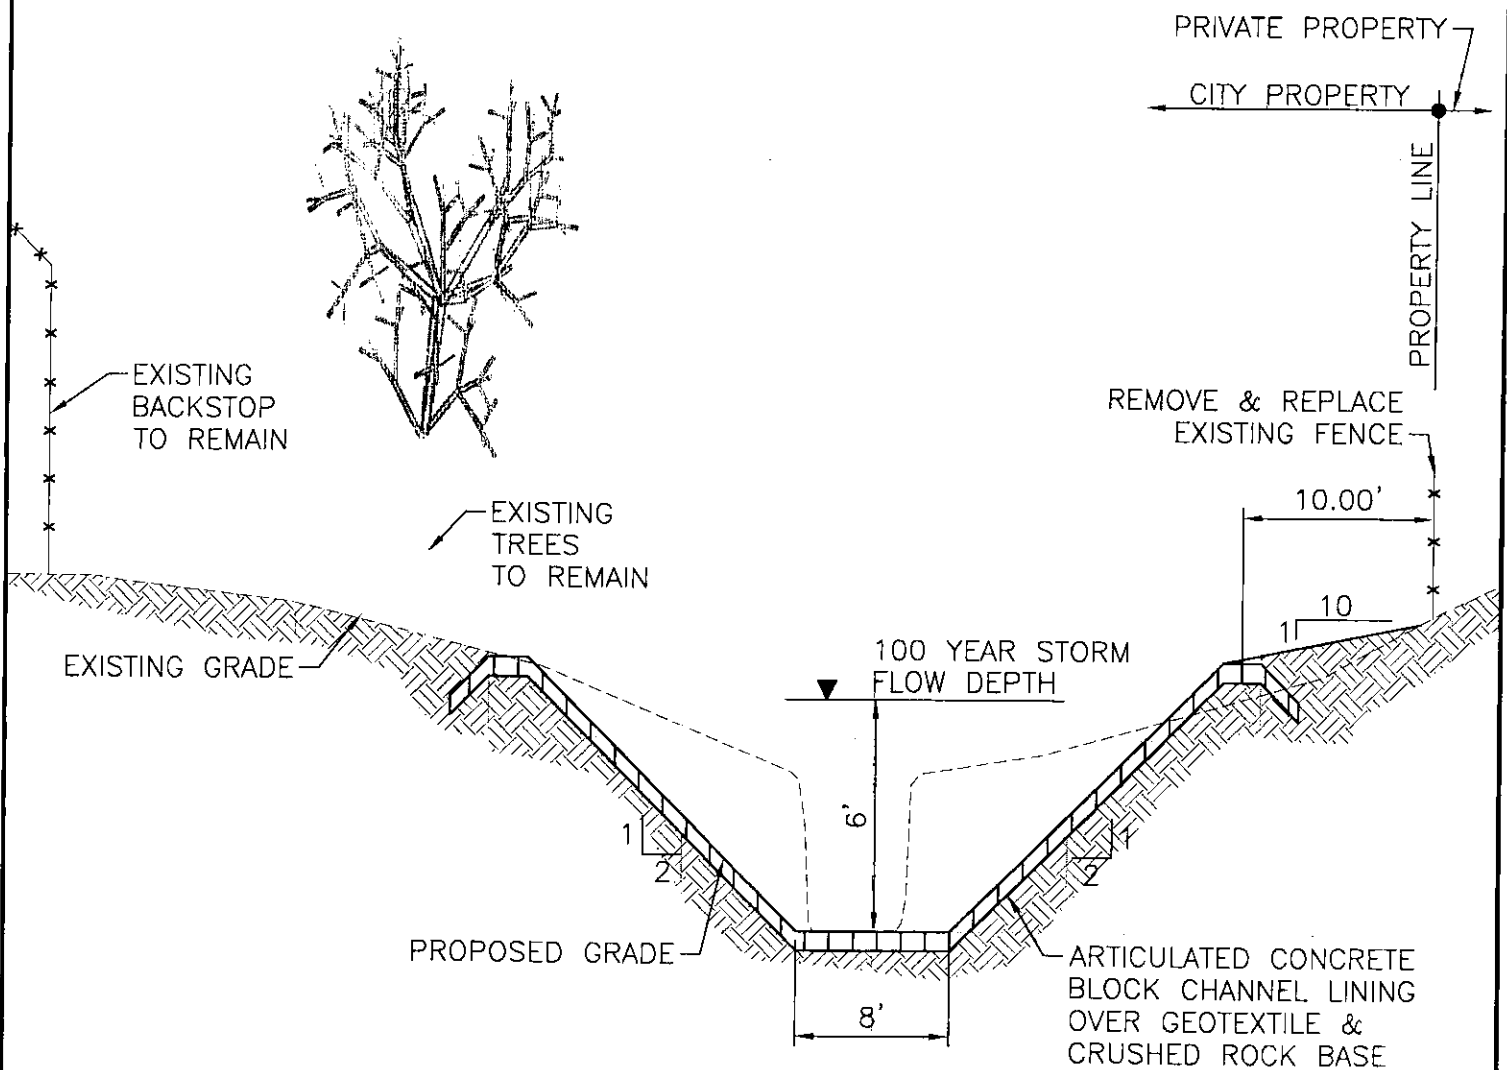 PRIVATE PROPERTY
CITY PROPERTY
PROPERTY LINE
EXISTING
BACKSTOP
TO REMAIN
REMOVE & REPLACE
EXISTING FENCE
10.00'
EXISTING
TREES
TO REMAIN
10
1
EXISTING GRADE
100 YEAR STORM
FLOW DEPTH
6'
1
2
1
2
PROPOSED GRADE
ARTICULATED CONCRETE
BLOCK CHANNEL LINING
OVER GEOTEXTILE &
CRUSHED ROCK BASE
8'